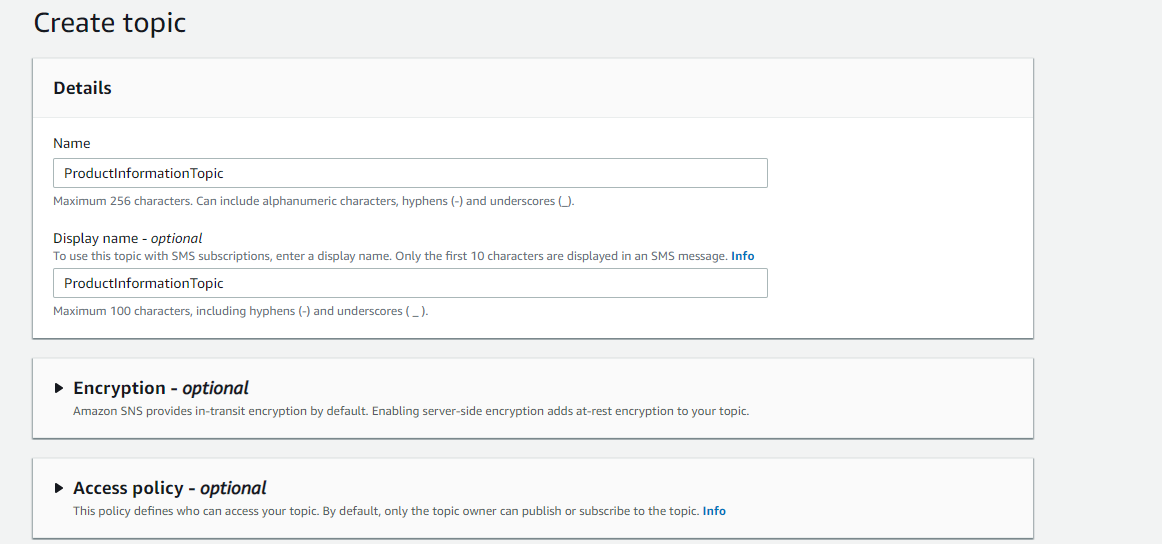 Create topic
Details
Name
ProductInformationTopic
Maximum 256 characters. Can include alphanumeric characters, hyphens (-) and underscores (_).
Display name - optional
To use this topic with SMS subscriptions, enter a display name. Only the first 10 characters are displayed in an SMS message. Info
ProductInformationTopic
Maximum 100 characters, including hyphens (-) and underscores ( _ ).
Encryption - optional
Amazon SNS provides in-transit encryption by default. Enabling server-side encryption adds at-rest encryption to your topic.
Access policy - optional
This policy defines who can access your topic. By default, only the topic owner can publish or subscribe to the topic. Info